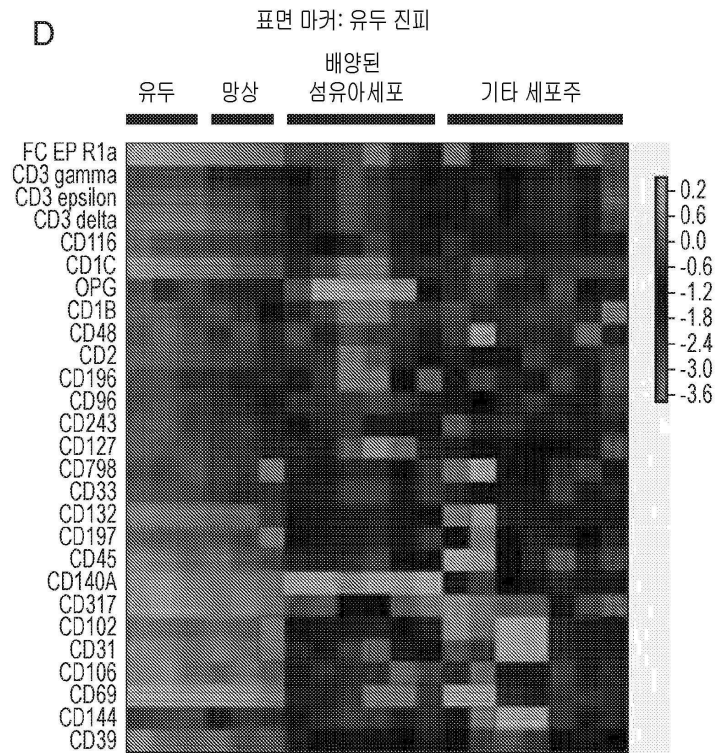 D
표면 마커: 유두 진피
유두
망상
배양된
섬유아세포
기타 세포주
FC EP R1a
CD3 gamma
CD3 epsilon
CD3 delta
CD116
CD1C
OPG
CD1B
CD48
CD2
CD196
CD96
CD243
CD127
CD798
CD33
CD132
CD197
CD45
CD140A
CD317
CD102
CD31
CD106
CD69
CD144
CD39
0.2
0.6
0.0
-0.6
-1.2
-1.8
-2.4
-3.0
-3.6